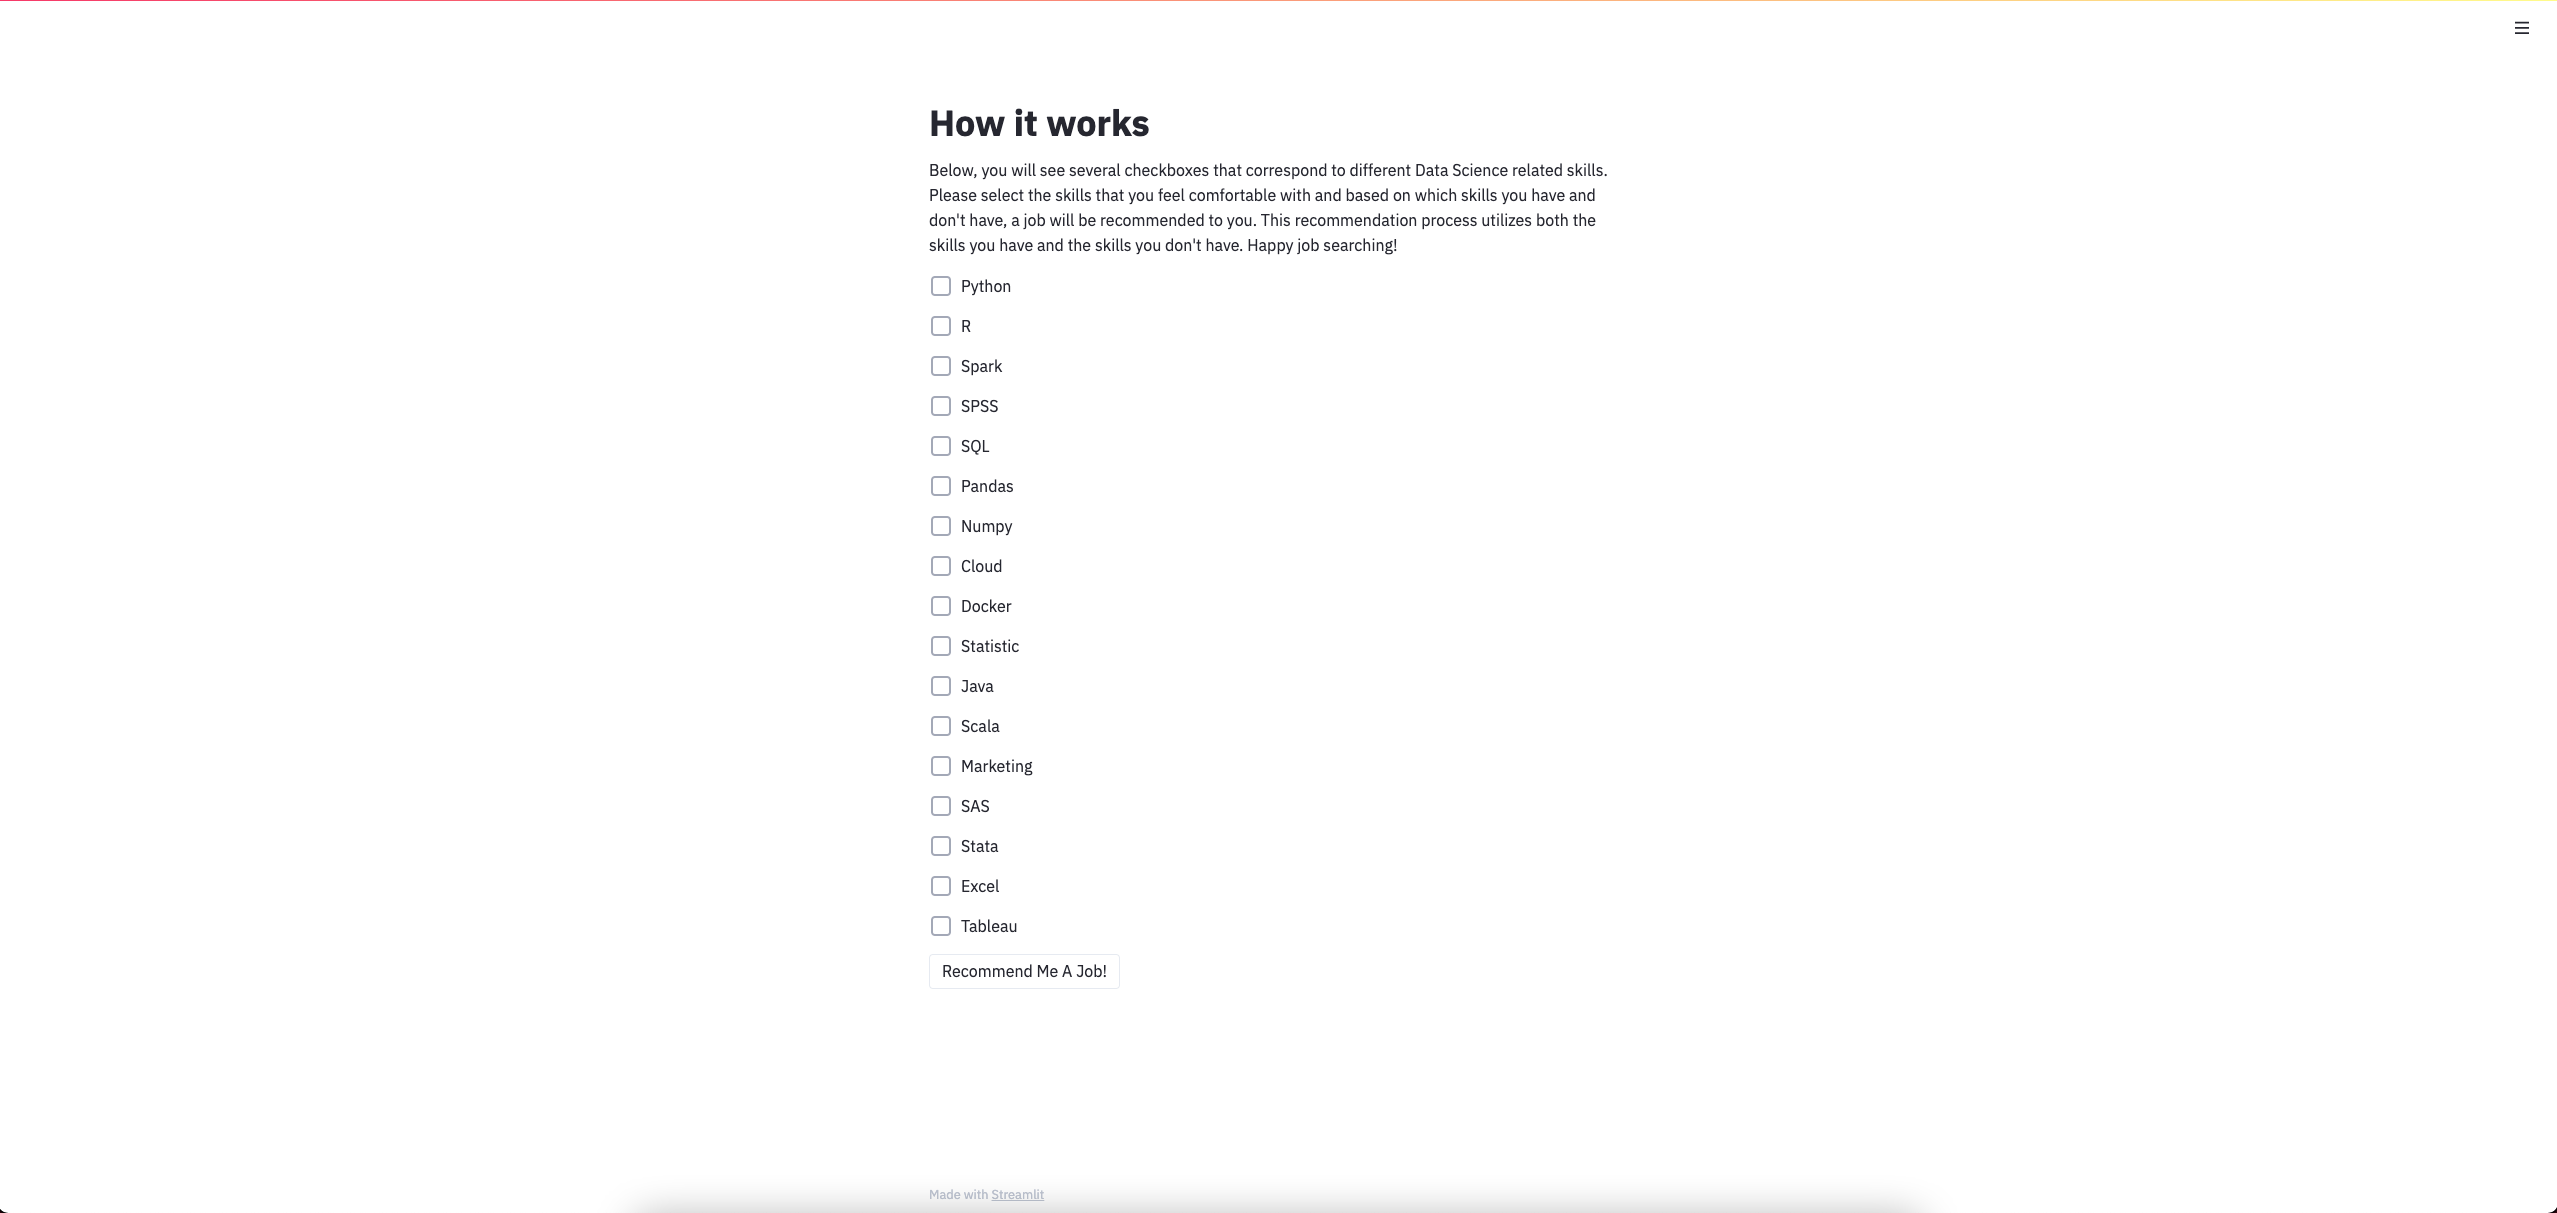 How it works
Below, you will see several checkboxes that correspond to different Data Science related skills.
Please select the skills that you feel comfortable with and based on which skills you have and
don't have, a job will be recommended to you. This recommendation process utilizes both the
skills you have and the skills you don't have. Happy job searching!
Python
R
Spark
SPSS
SQL
Pandas
Numpy
Cloud
Docker
Statistic
Java
Scala
Marketing
SAS
Stata
Excel
Tableau
Recommend Me A Job!
Made with Streamlit